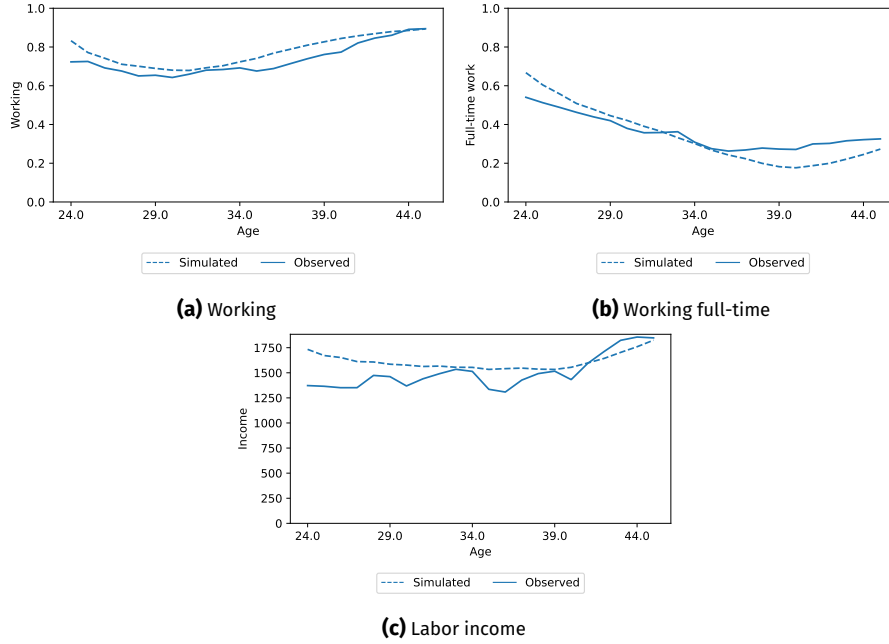 1.0
0.8
0.6
0.4
0.2
0.0
Working
24.0 29.0 34.0 39.0 44.0
Age
Simulated Observed
(a) Working
1.0
0.8
0.6
0.4
0.2
0.0
Full-time work
24.0 29.0 34.0 39.0 44.0
Age
Simulated Observed
(b) Working full-time
1750
1500
1250
1000
750
500
250
0
Income
24.0 29.0 34.0 39.0 44.0
Age
Simulated Observed
(c) Labor income